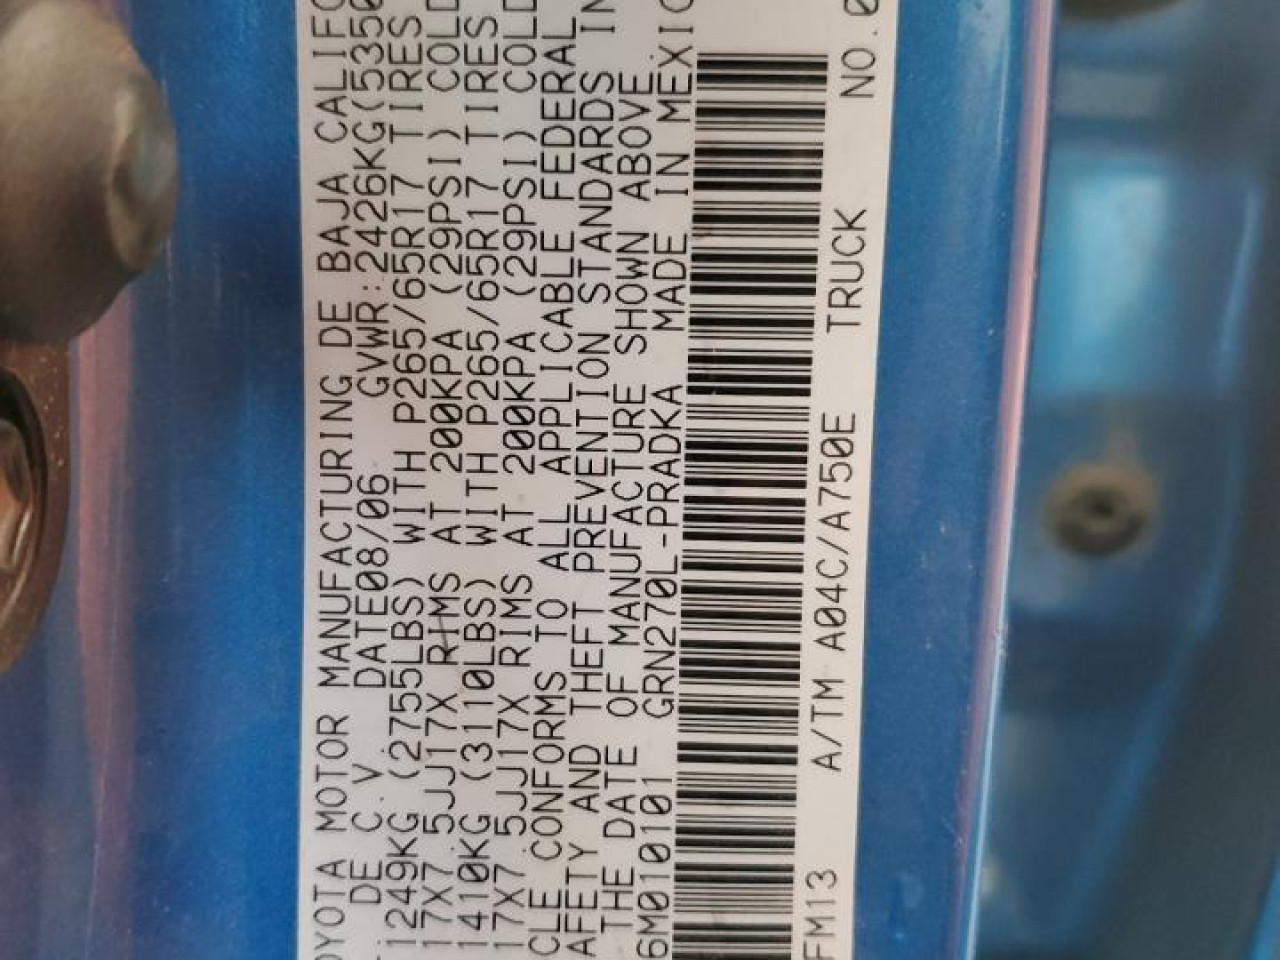 TOYOTA MOTOR MANUFACTURING DE BAJA CALIFO
DE C V DATE08/06 GVWR:2426KG(5350
1249KG (2755LBS) WITH P265/65R17 TIRES
17X7 5JJ17X RIMS AT 200KPA (29PSI) COLD
1410KG (3110LBS) WITH P265/65R17 TIRES
17X7 5JJ17X RIMS AT 200KPA (29PSI) COLD
CLE CONFORMS TO ALL APPLICABLE FEDERAL
AFETY AND THEFT PREVENTION STANDARDS IN
THE DATE OF MANUFACTURE SHOWN ABOVE.
6M010101 GRN270L-PRADKA MADE IN MEXIC
FM13 A/TM A04C/A750E TRUCK NO.0